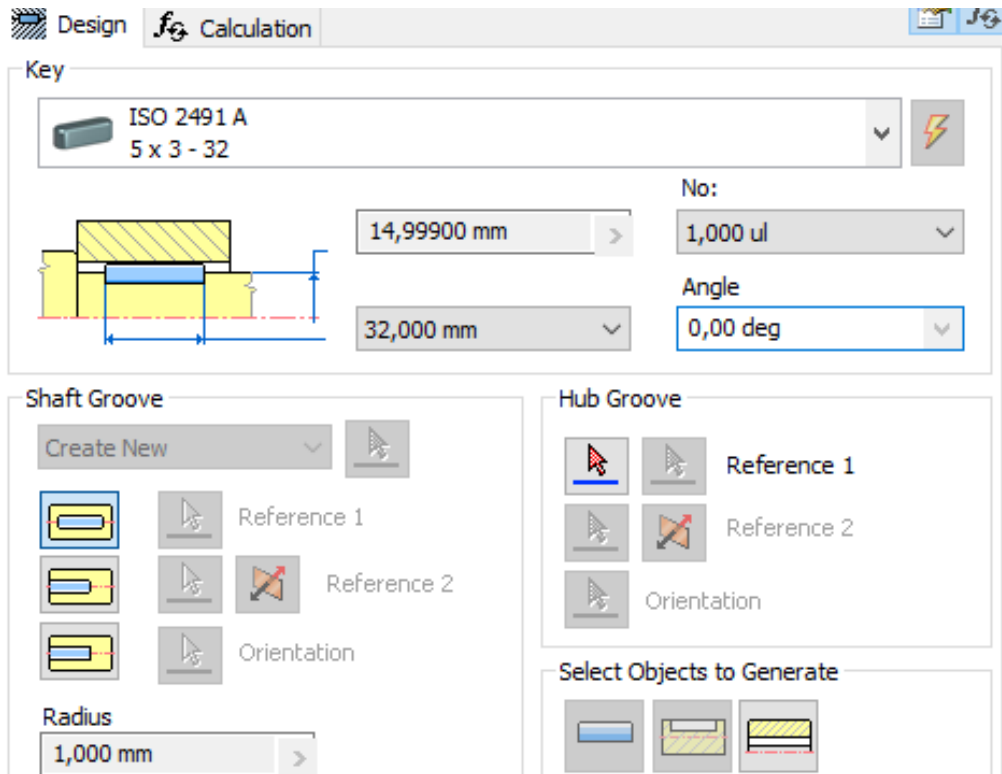 Design
Calculation
Key
ISO 2491 A
5 x 3 - 32
No:
14,99900 mm
1,000 ul
Angle
32,000 mm
0,00 deg
Shaft Groove
Create New
Reference 1
Reference 2
Orientation
Radius
1,000 mm
Hub Groove
Reference 1
Reference 2
Orientation
Select Objects to Generate